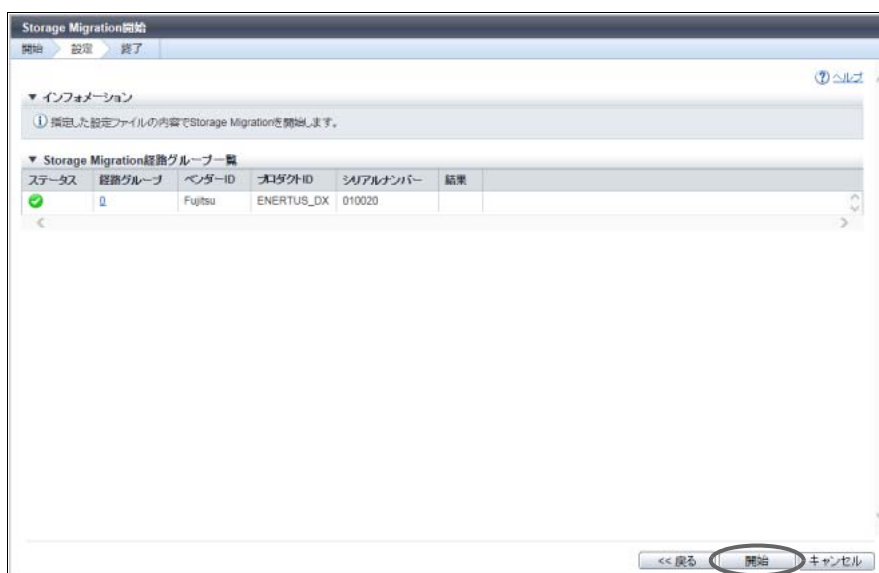 Storage Migration開始
開始 設定 終了
ヘルプ
インフォメーション
指定した設定ファイルの内容でStorage Migrationを開始します。
Storage Migration経路グループ一覧
ステータス 経路グループ ベンダーID プロダクトID シリアルナンバー 結果
0 Fujitsu ENERTUS_DX 010020
<< 戻る 開始 キャンセル